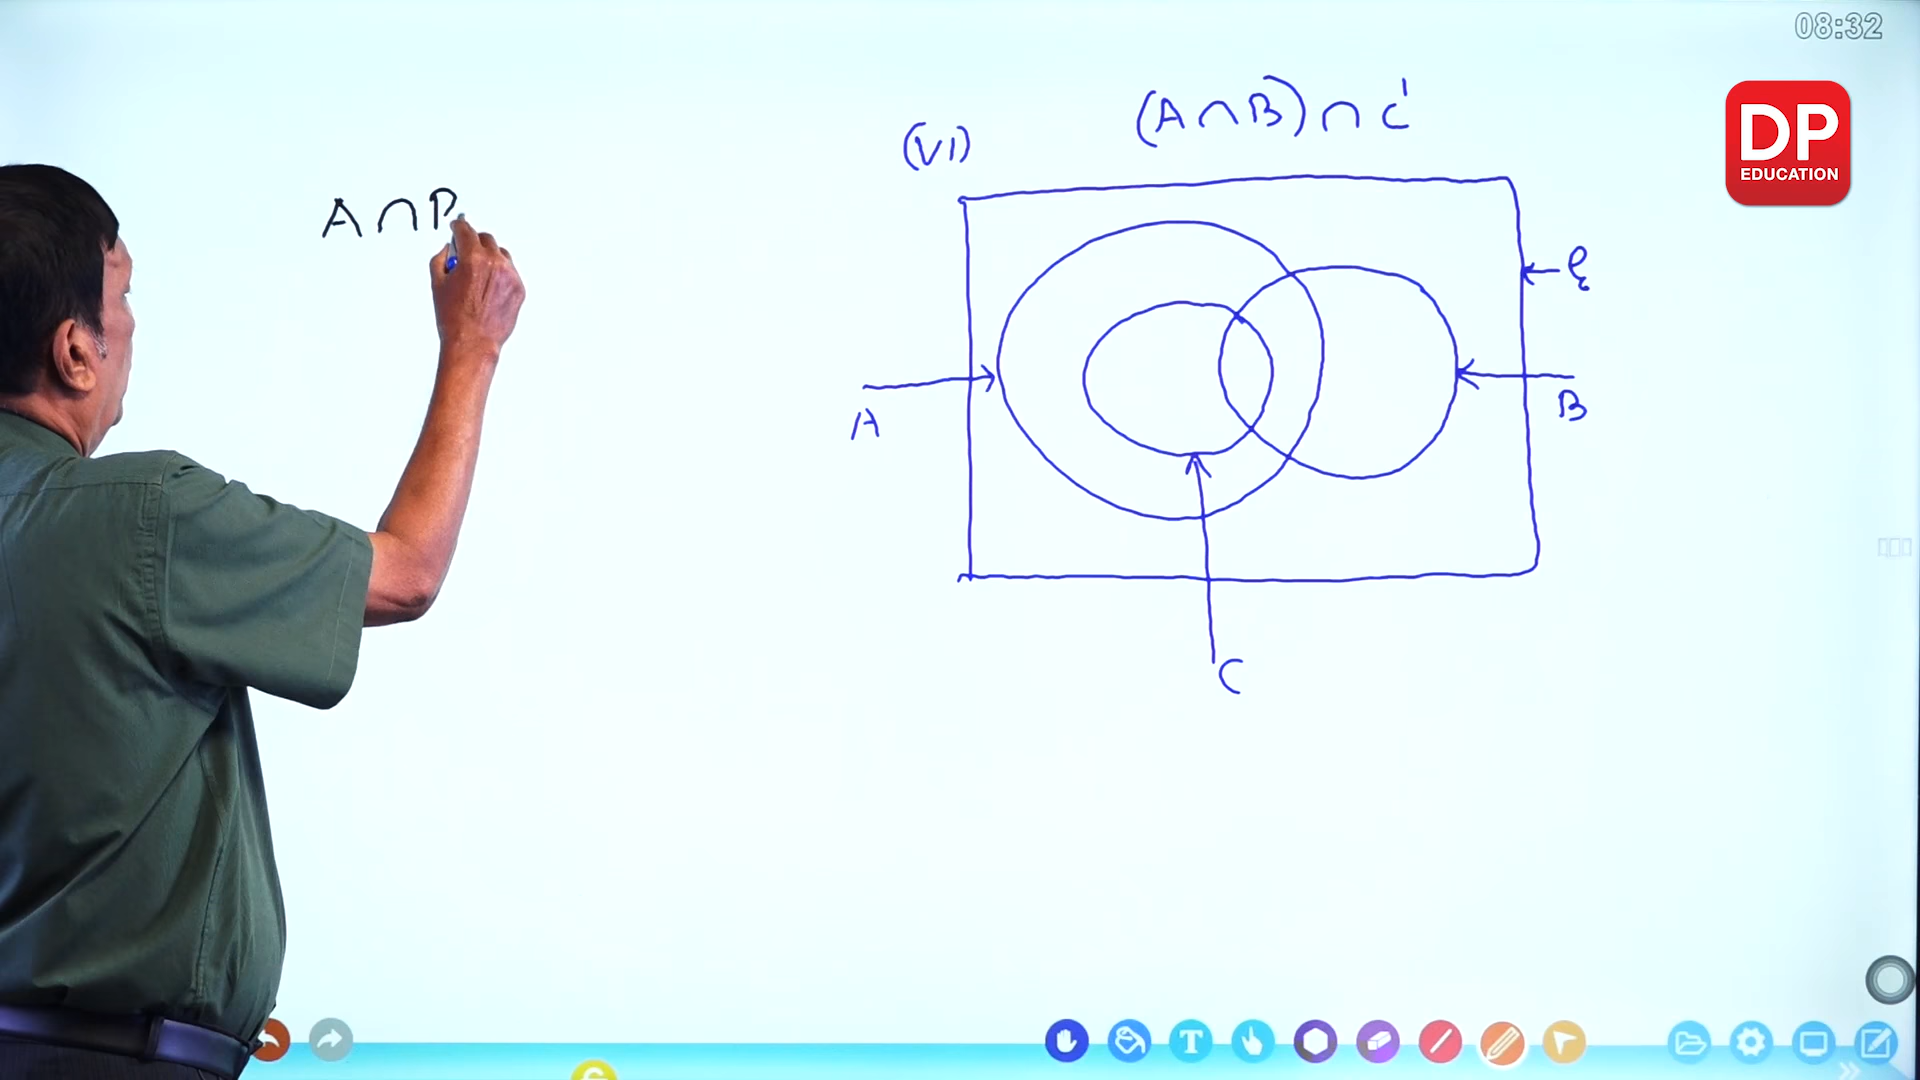 08:32
(VI) (A∩B)∩C'
DP
EDUCATION
A∩
ξ
A
B
C
T